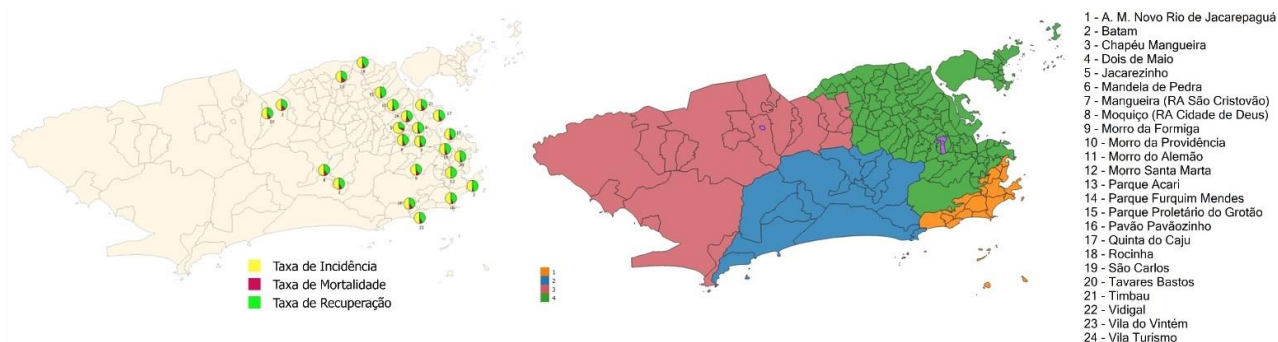 Taxa de Incidência
Taxa de Mortalidade
Taxa de Recuperação
1
2
3
4
1 - A. M. Novo Rio de Jacarepaguá
2 - Batam
3 - Chapéu Mangueira
4 - Dois de Maio
5 - Jacarezinho
6 - Mandela de Pedra
7 - Mangueira (RA São Cristovão)
8 - Moquiço (RA Cidade de Deus)
9 - Morro da Formiga
10 - Morro da Providência
11 - Morro do Alemão
12 - Morro Santa Marta
13 - Parque Acari
14 - Parque Furquim Mendes
15 - Parque Proletário do Grotão
16 - Pavão Pavãozinho
17 - Quinta do Caju
18 - Rocinha
19 - São Carlos
20 - Tavares Bastos
21 - Timbau
22 - Vidigal
23 - Vila do Vintém
24 - Vila Turismo